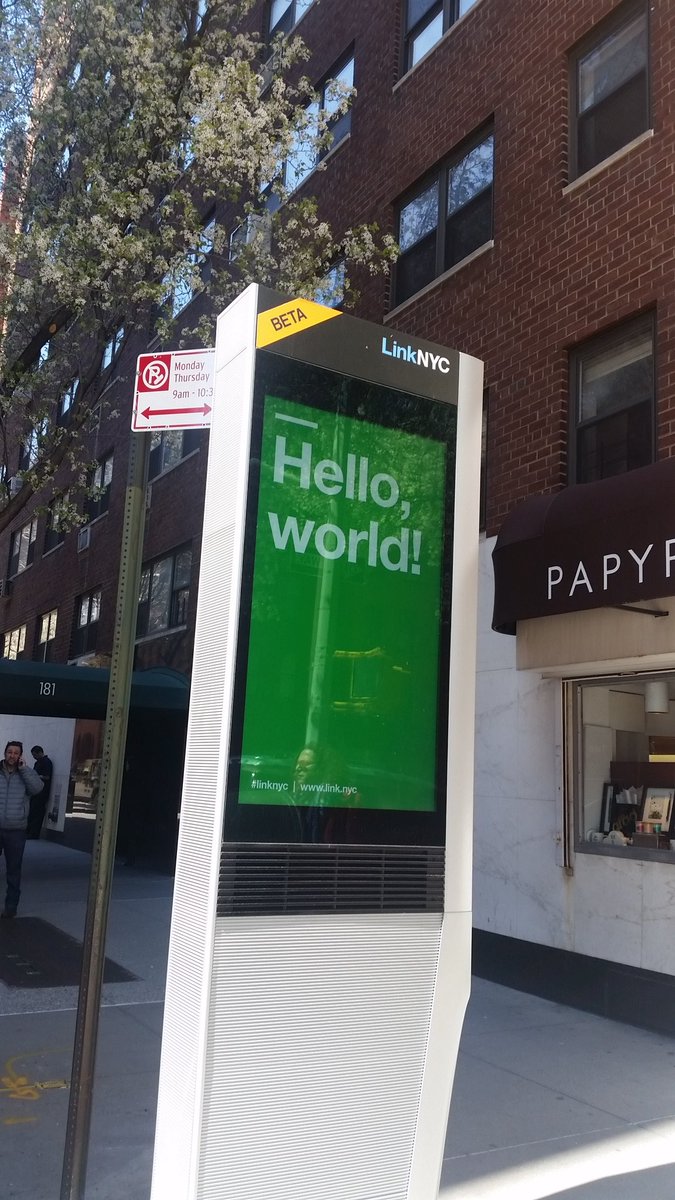 BETA
LinkNYC
Monday
Thursday
9am - 10:3
Hello,
world!
PAPYR
181
#linknyc | www.link.nyc